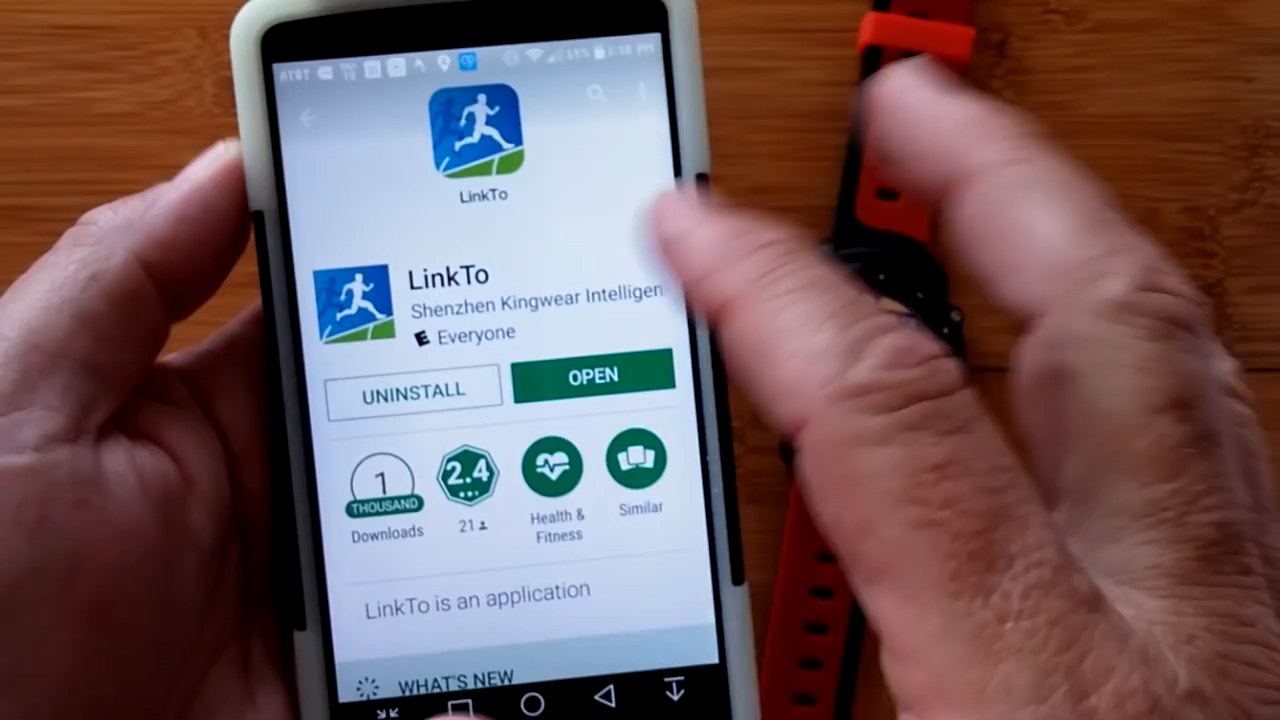 AT&T
LinkTo
LinkTo
Shenzhen Kingwear Intelligen
E Everyone
UNINSTALL
OPEN
1
THOUSAND
2.4
Downloads
21
Health &
Fitness
Similar
LinkTo is an application
WHAT'S NEW